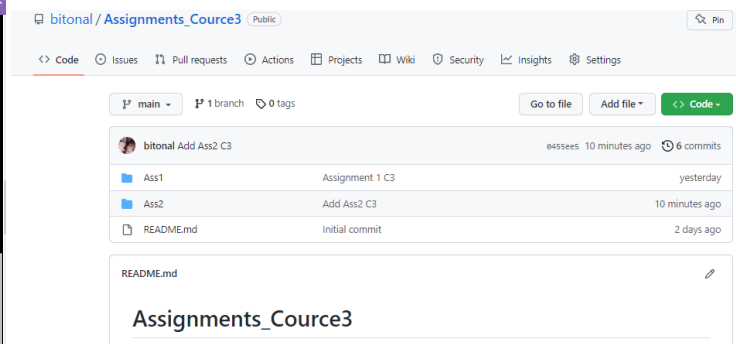 bitonal / Assignments_Cource3 Public Pin
Code Issues Pull requests Actions Projects Wiki Security Insights Settings
main 1 branch 0 tags Go to file Add file Code
bitonal Add Ass2 C3 0455ee5 10 minutes ago 6 commits
Ass1 Assignment 1 C3 yesterday
Ass2 Add Ass2 C3 10 minutes ago
README.md Initial commit 2 days ago
README.md
Assignments_Cource3